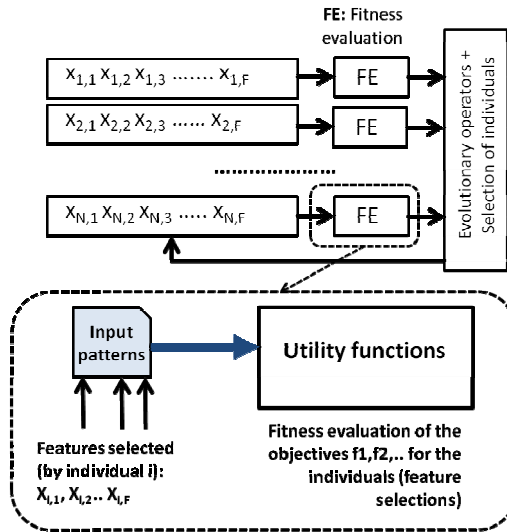 FE: Fitness
evaluation
X1,1 X1,2 X1,3 ....... X1,F
FE
X2,1 X2,2 X2,3 ...... X2,F
FE
XN,1 XN,2 XN,3 ..... XN,F
FE
Evolutionary operators +
Selection of individuals
Input
patterns
Utility functions
Features selected
(by individual i):
Xi,1, Xi,2.. Xi,F
Fitness evaluation of the
objectives f1,f2,.. for the
individuals (feature
selections)